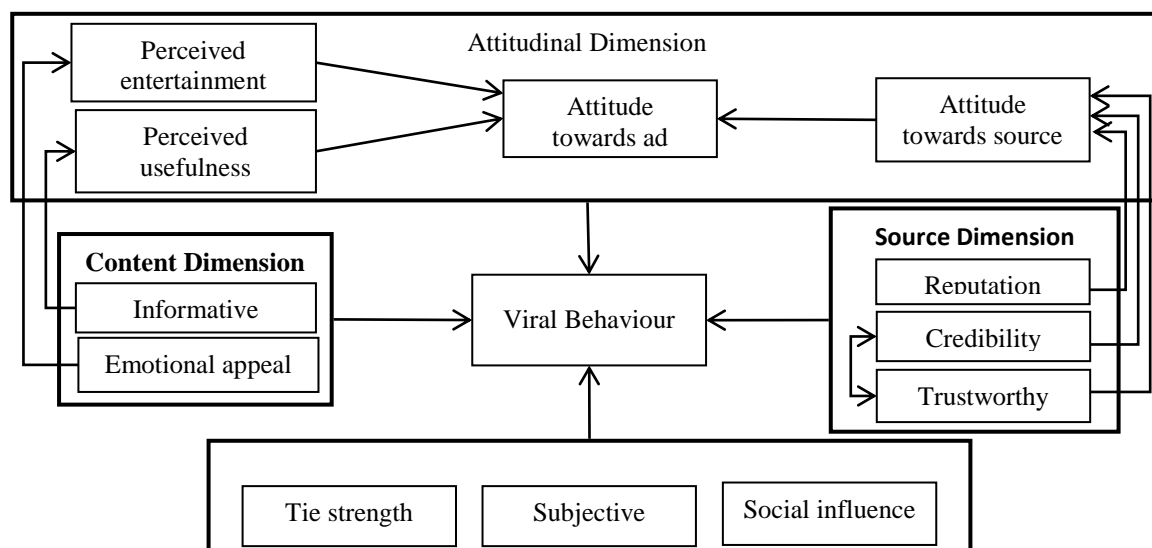 Attitudinal Dimension
Perceived
entertainment
Perceived
usefulness
Attitude
towards ad
Attitude
towards source
Content Dimension
Informative
Emotional appeal
Viral Behaviour
Source Dimension
Reputation
Credibility
Trustworthy
Tie strength
Subjective
Social influence